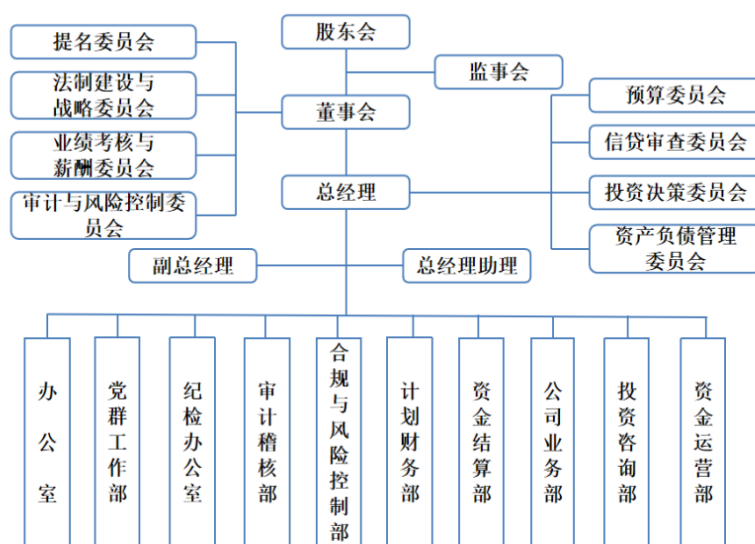 股东会
提名委员会
监事会
法制建设与
战略委员会
董事会
预算委员会
信贷审查委员会
业绩考核与
薪酬委员会
总经理
投资决策委员会
审计与风险控制委
员会
资产负债管理
委员会
副总经理
总经理助理
办公室
党群工作部
纪检办公室
审计稽核部
合规与风险控制部
计划财务部
资金结算部
公司业务部
投资咨询部
资金运营部